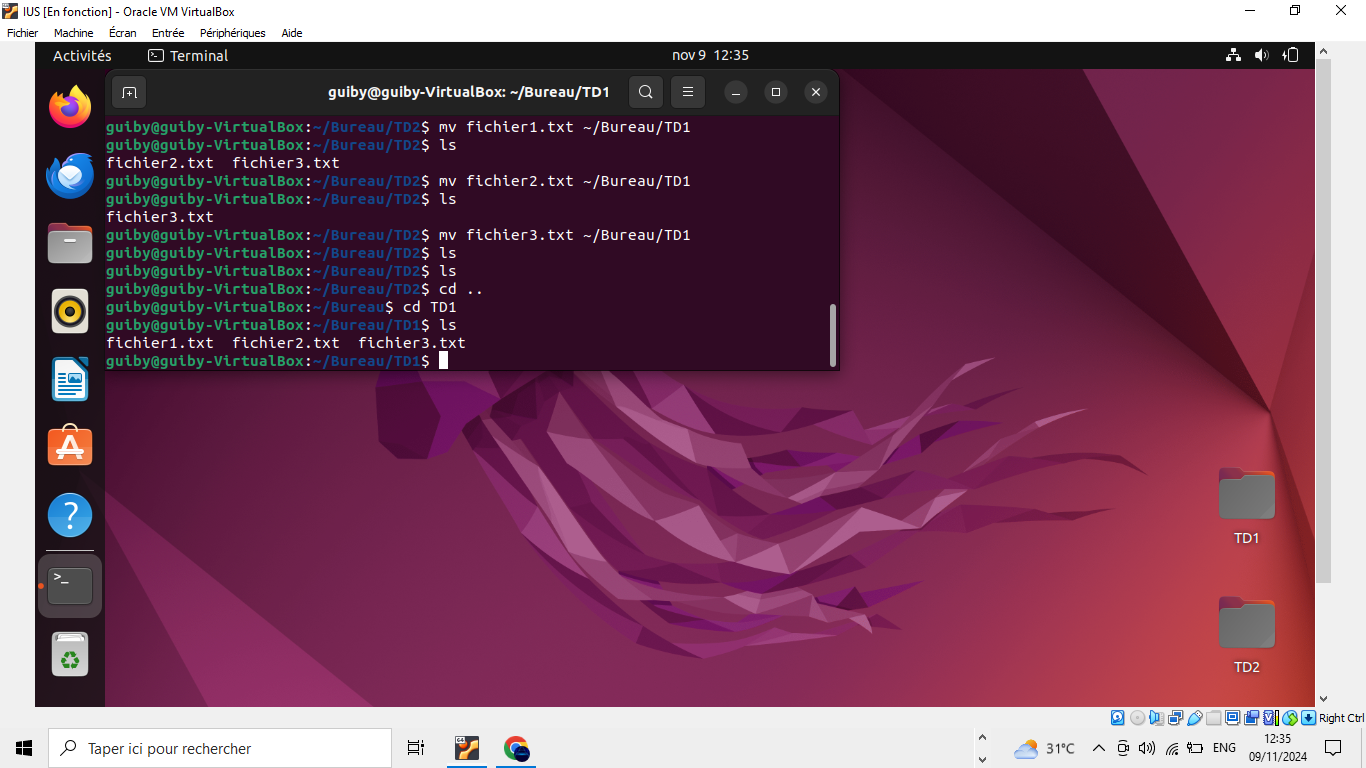 IUS [En fonction] - Oracle VM VirtualBox
Fichier Machine Écran Entrée Périphériques Aide
Activités Terminal nov 9 12:35
guiby@guiby-VirtualBox: ~/Bureau/TD1
guiby@guiby-VirtualBox:~/Bureau/TD2$ mv fichier1.txt ~/Bureau/TD1
guiby@guiby-VirtualBox:~/Bureau/TD2$ ls
fichier2.txt  fichier3.txt
guiby@guiby-VirtualBox:~/Bureau/TD2$ mv fichier2.txt ~/Bureau/TD1
guiby@guiby-VirtualBox:~/Bureau/TD2$ ls
fichier3.txt
guiby@guiby-VirtualBox:~/Bureau/TD2$ mv fichier3.txt ~/Bureau/TD1
guiby@guiby-VirtualBox:~/Bureau/TD2$ ls
guiby@guiby-VirtualBox:~/Bureau/TD2$ ls
guiby@guiby-VirtualBox:~/Bureau/TD2$ cd ..
guiby@guiby-VirtualBox:~/Bureau$ cd TD1
guiby@guiby-VirtualBox:~/Bureau/TD1$ ls
fichier1.txt  fichier2.txt  fichier3.txt
guiby@guiby-VirtualBox:~/Bureau/TD1$
TD1
TD2
Right Ctrl
Taper ici pour rechercher
31°C
ENG
12:35
09/11/2024